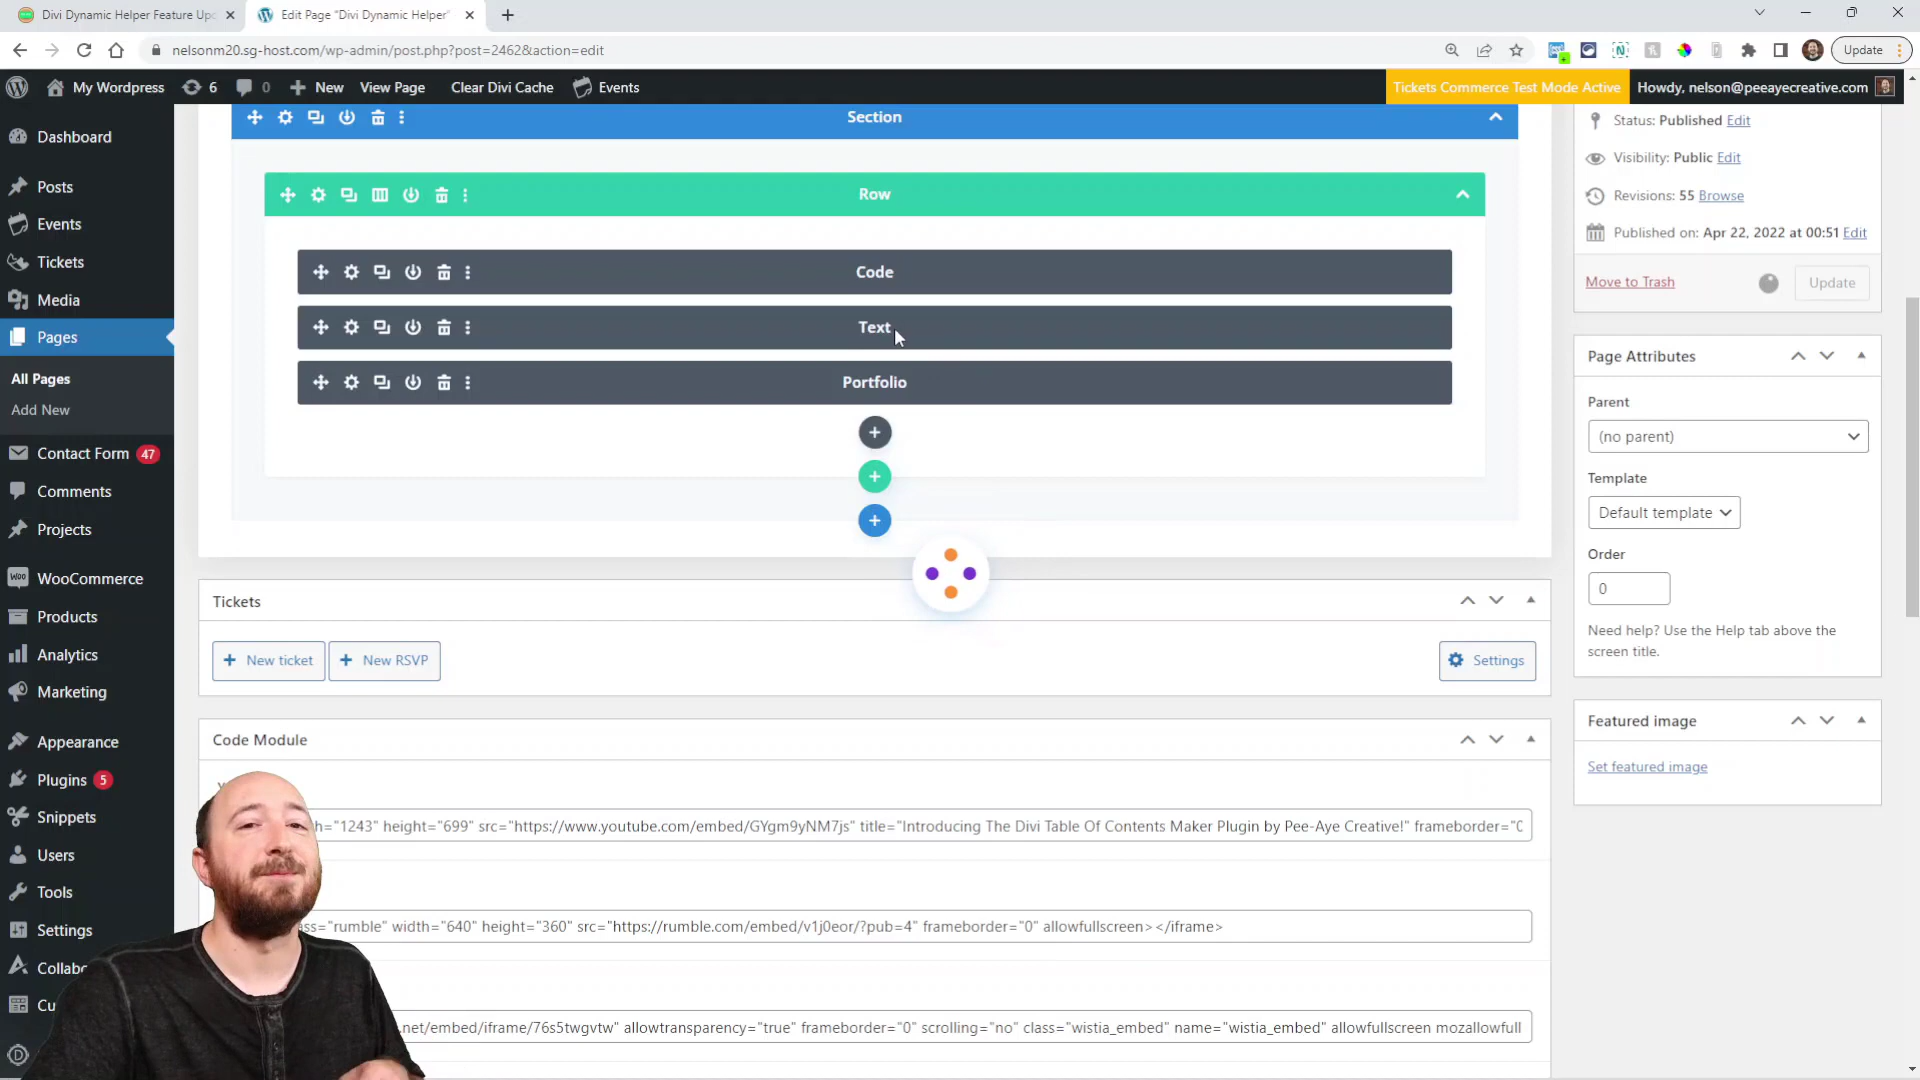 Divi Dynamic Helper Feature Up
Edit Page "Divi Dynamic Helper"
nelsonm20.sg-host.com/wp-admin/post.php?post=2462&action=edit
Update
My Wordpress
6
0
New
View Page
Clear Divi Cache
Events
Tickets Commerce Test Mode Active
Howdy, nelson@peeayecreative.com
Dashboard
Posts
Events
Tickets
Media
Pages
All Pages
Add New
Contact Form 47
Comments
Projects
WooCommerce
Products
Analytics
Marketing
Appearance
Plugins 5
Snippets
Users
Tools
Settings
Section
Row
Code
Text
Portfolio
Tickets
New ticket
New RSVP
Settings
Code Module
h="1243" height="699" src="https://www.youtube.com/embed/GYgm9yNM7js" title="Introducing The Divi Table Of Contents Maker Plugin by Pee-Aye Creative!" frameborder="0
ss="rumble" width="640" height="360" src="https://rumble.com/embed/v1j0eor/?pub=4" frameborder="0" allowfullscreen></iframe>
.net/embed/iframe/76s5twgvtw" allowtransparency="true" frameborder="0" scrolling="no" class="wistia_embed" name="wistia_embed" allowfullscreen mozallowfull
Status: Published Edit
Visibility: Public Edit
Revisions: 55 Browse
Published on: Apr 22, 2022 at 00:51 Edit
Move to Trash
Update
Page Attributes
Parent
(no parent)
Template
Default template
Order
0
Need help? Use the Help tab above the
screen title.
Featured image
Set featured image